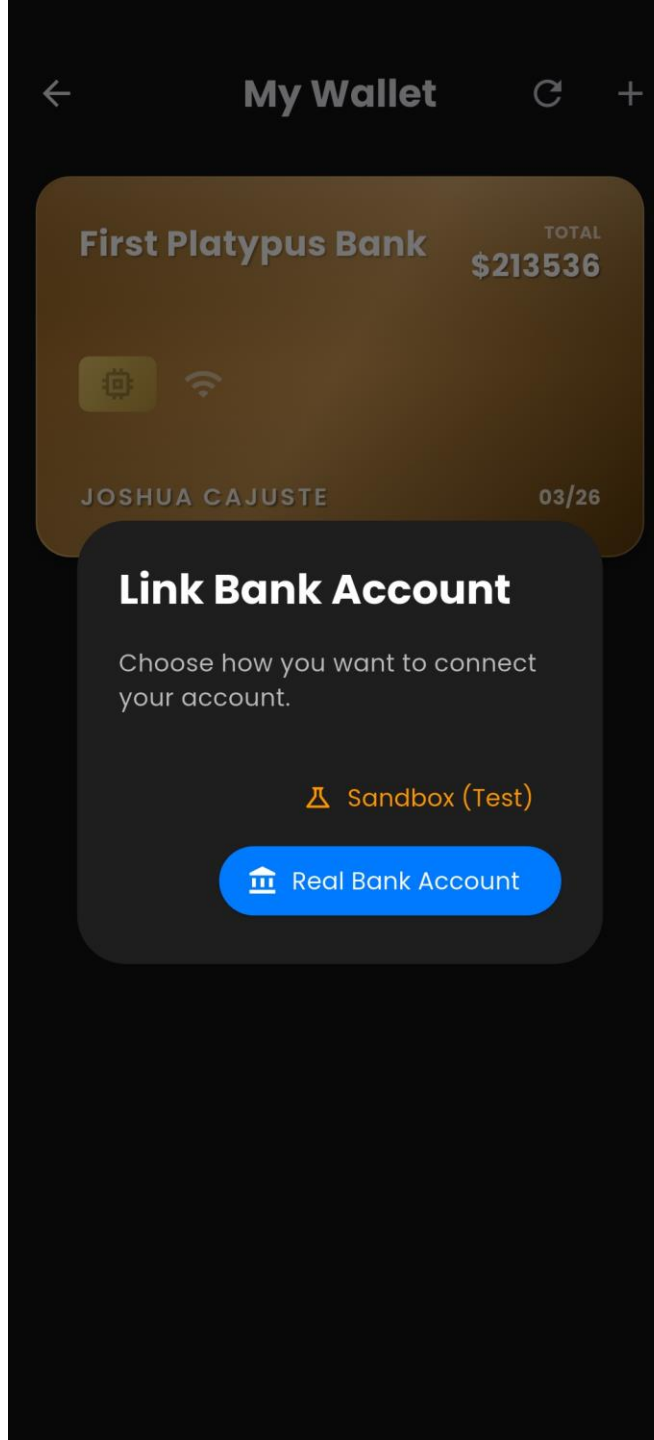 My Wallet
First Platypus Bank
TOTAL
$213536
JOSHUA CAJUSTE
03/26
Link Bank Account
Choose how you want to connect
your account.
Sandbox (Test)
Real Bank Account